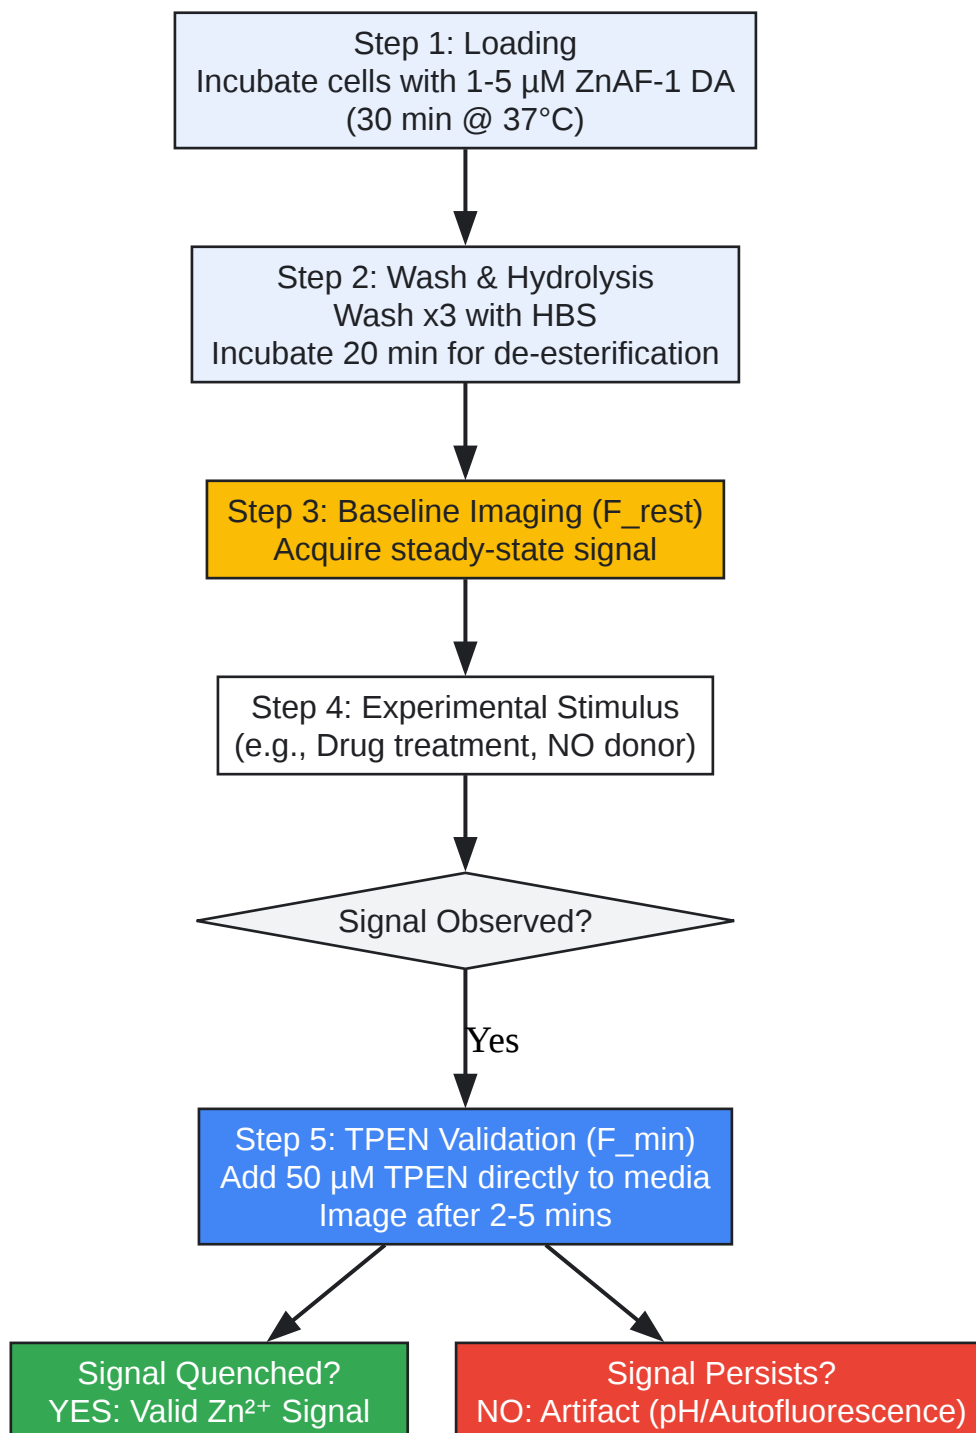 Step 1: Loading
Incubate cells with 1-5 µM ZnAF-1 DA
(30 min @ 37°C)
Step 2: Wash & Hydrolysis
Wash x3 with HBS
Incubate 20 min for de-esterification
Step 3: Baseline Imaging (F_rest)
Acquire steady-state signal
Step 4: Experimental Stimulus
(e.g., Drug treatment, NO donor)
Signal Observed?
Yes
Step 5: TPEN Validation (F_min)
Add 50 µM TPEN directly to media
Image after 2-5 mins
Signal Quenched?
YES: Valid Zn²⁺ Signal
Signal Persists?
NO: Artifact (pH/Autofluorescence)